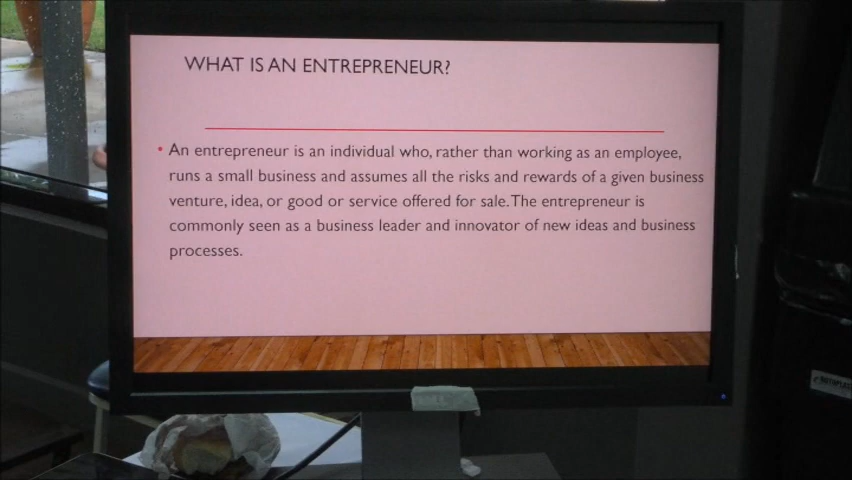 WHAT IS AN ENTREPRENEUR?
• An entrepreneur is an individual who, rather than working as an employee,
runs a small business and assumes all the risks and rewards of a given business
venture, idea, or good or service offered for sale. The entrepreneur is
commonly seen as a business leader and innovator of new ideas and business
processes.